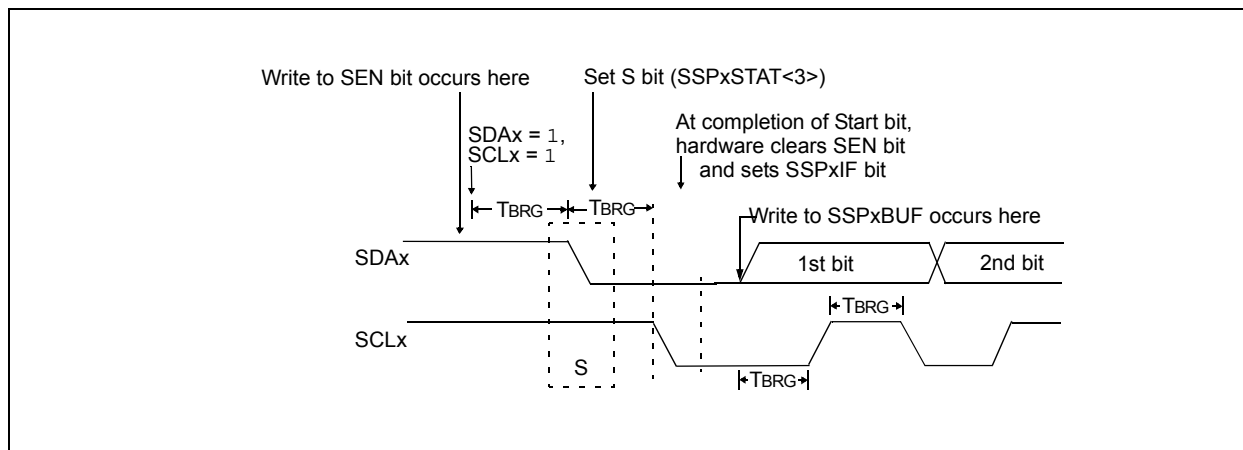 Write to SEN bit occurs here
Set S bit (SSPxSTAT<3>)
SDAx = 1,
SCLx = 1
At completion of Start bit,
hardware clears SEN bit
and sets SSPxIF bit
TBRG
TBRG
Write to SSPxBUF occurs here
SDAx
1st bit
2nd bit
TBRG
SCLx
S
TBRG